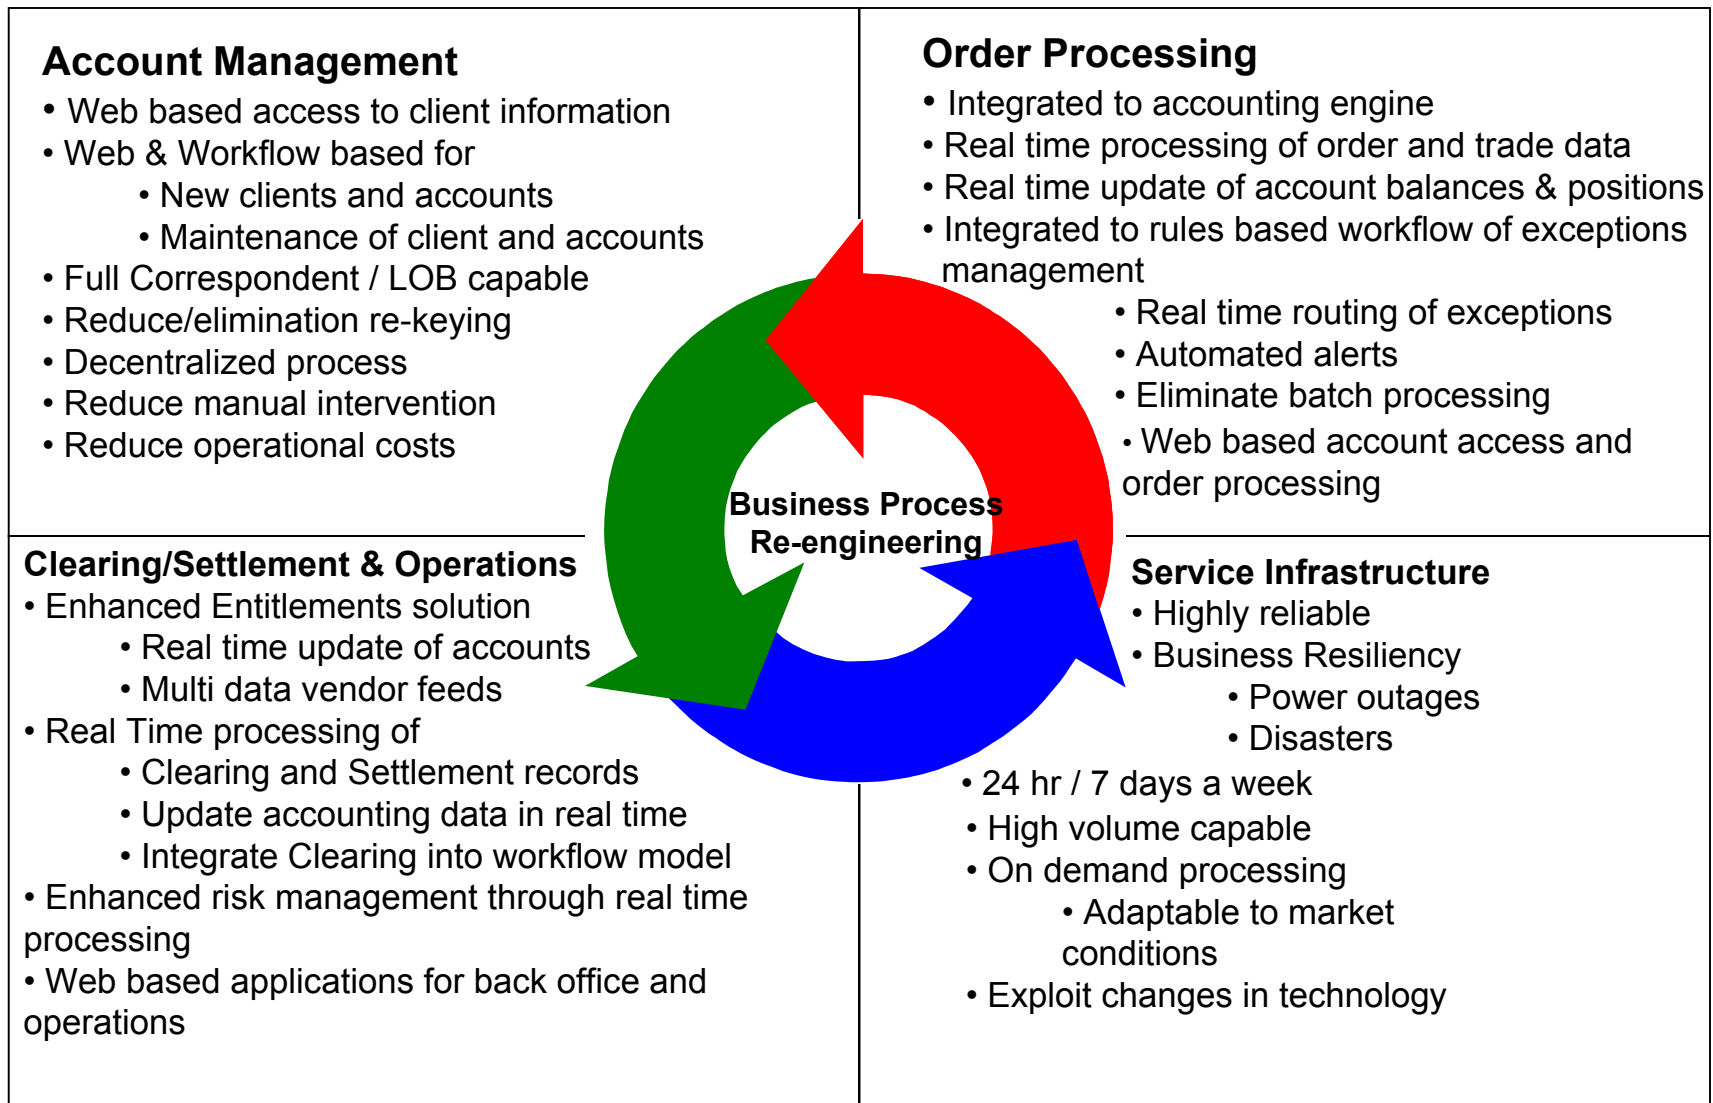 Account Management
• Web based access to client information
• Web & Workflow based for
• New clients and accounts
• Maintenance of client and accounts
• Full Correspondent / LOB capable
• Reduce/elimination re-keying
• Decentralized process
• Reduce manual intervention
• Reduce operational costs
Order Processing
• Integrated to accounting engine
• Real time processing of order and trade data
• Real time update of account balances & positions
• Integrated to rules based workflow of exceptions
management
• Real time routing of exceptions
• Automated alerts
• Eliminate batch processing
• Web based account access and
order processing
Business Process
Re-engineering
Clearing/Settlement & Operations
• Enhanced Entitlements solution
• Real time update of accounts
• Multi data vendor feeds
• Real Time processing of
• Clearing and Settlement records
• Update accounting data in real time
• Integrate Clearing into workflow model
• Enhanced risk management through real time
processing
• Web based applications for back office and
operations
Service Infrastructure
• Highly reliable
• Business Resiliency
• Power outages
• Disasters
• 24 hr / 7 days a week
• High volume capable
• On demand processing
• Adaptable to market
conditions
• Exploit changes in technology